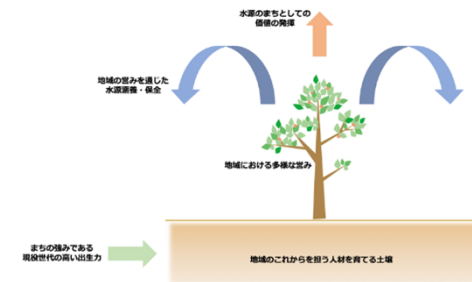 水源のまちとしての
価値の発揮
地域の営みを通じた
水源涵養・保全
地域における多様な営み
まちの強みである
現役世代の高い出生力
地域のこれからを担う人材を育てる土壌